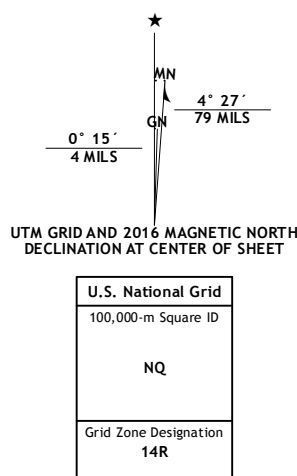 MN
4° 27´
79 MILS
GN
0° 15´
4 MILS
UTM GRID AND 2016 MAGNETIC NORTH
DECLINATION AT CENTER OF SHEET
U.S. National Grid
100,000-m Square ID
NQ
Grid Zone Designation
14R